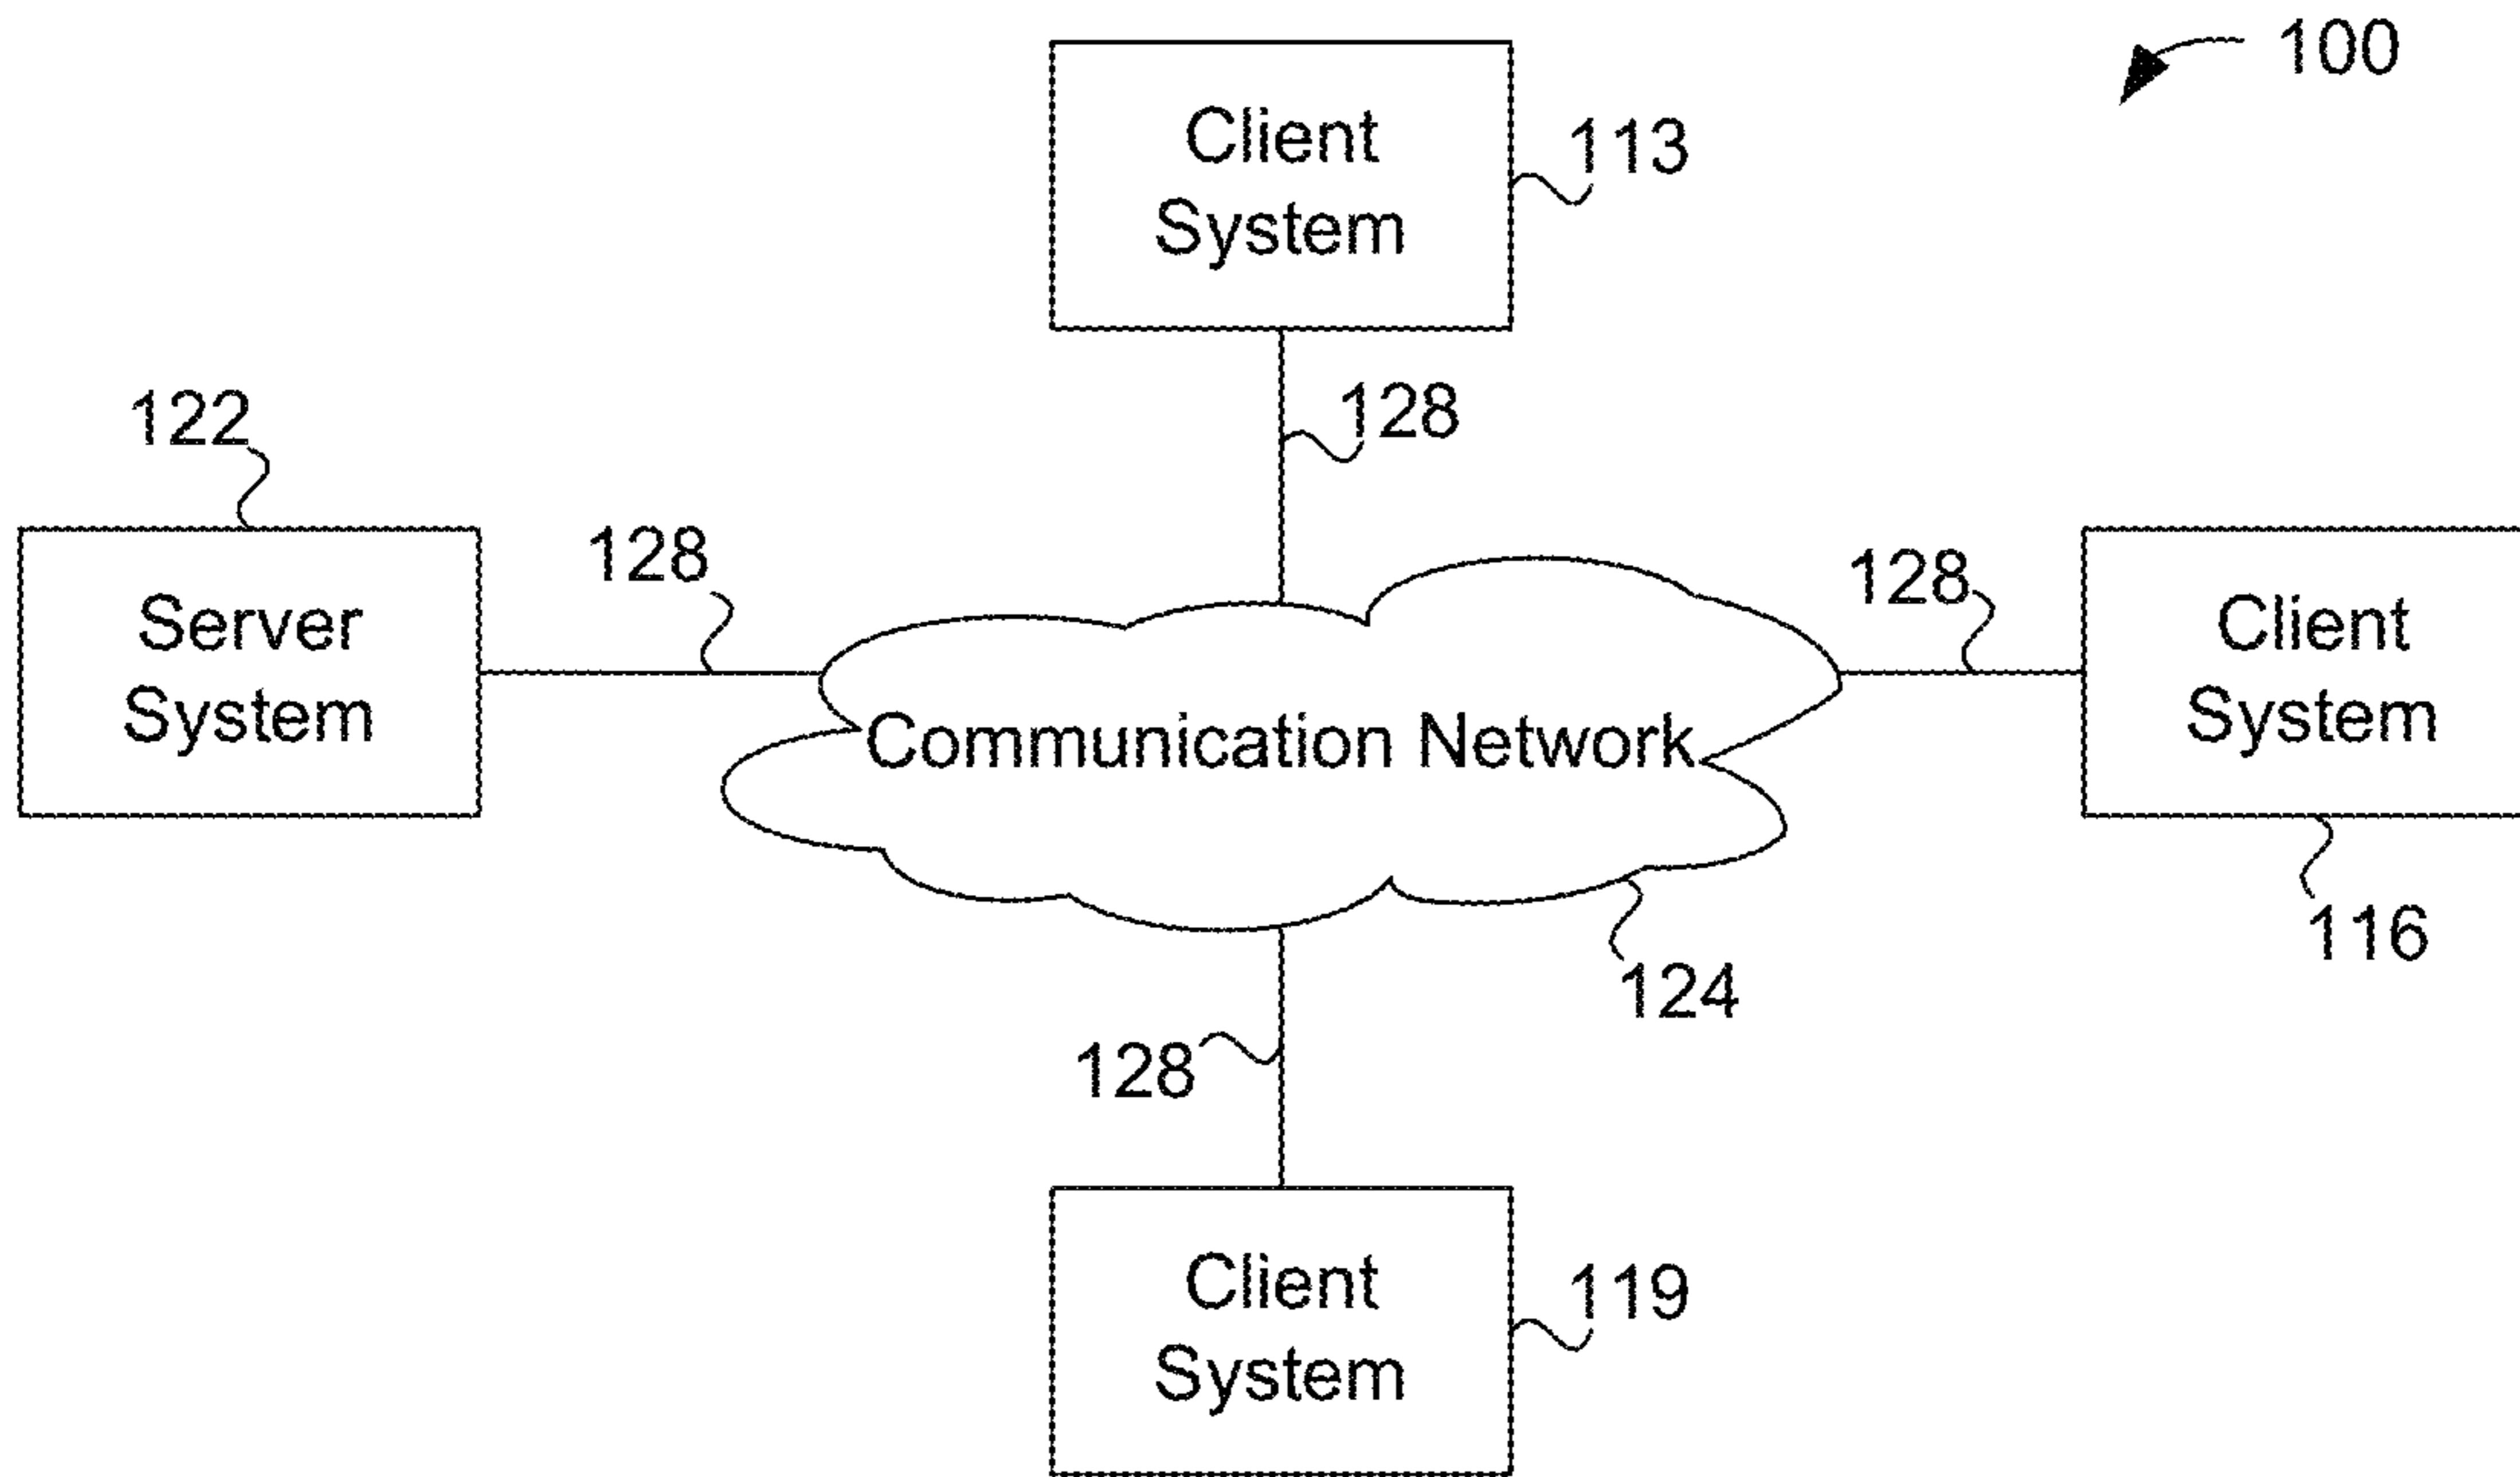 100
Client
System
113
128
122
128
128
Server
System
Client
System
Communication Network
116
124
128
Client
System
119